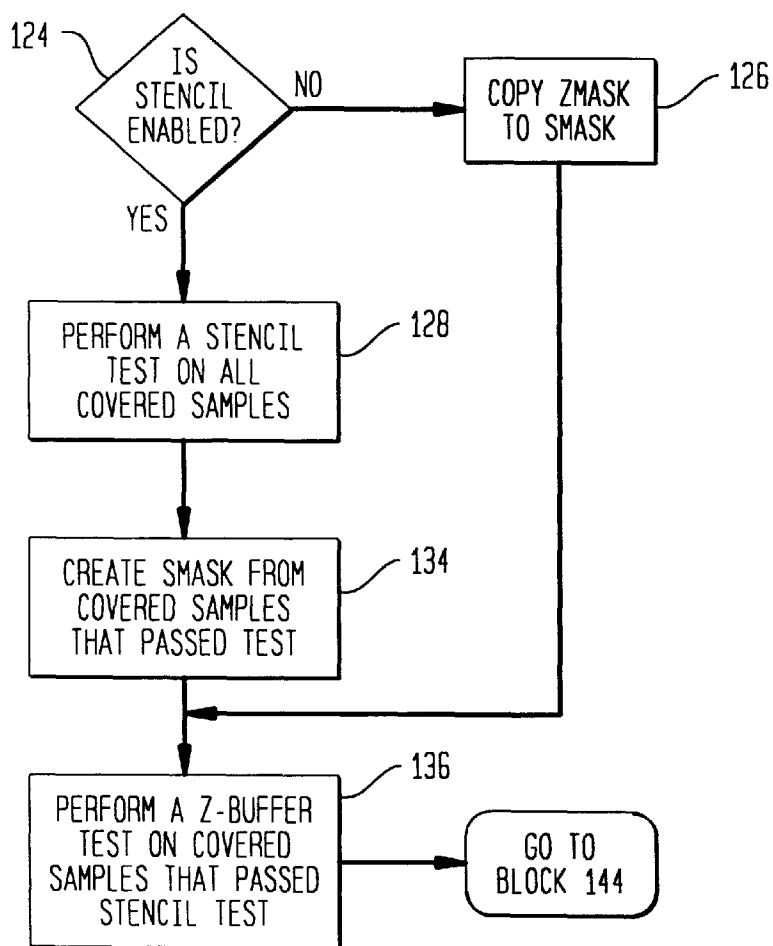 124
IS
STENCIL
ENABLED?
NO
COPY ZMASK
TO SMASK
126
YES
PERFORM A STENCIL
TEST ON ALL
COVERED SAMPLES
128
CREATE SMASK FROM
COVERED SAMPLES
THAT PASSED TEST
134
PERFORM A Z-BUFFER
TEST ON COVERED
SAMPLES THAT PASSED
STENCIL TEST
136
GO TO
BLOCK 144